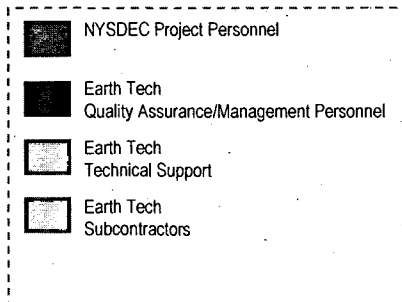 NYSDEC Project Personnel
Earth Tech
Quality Assurance/Management Personnel
Earth Tech
Technical Support
Earth Tech
Subcontractors